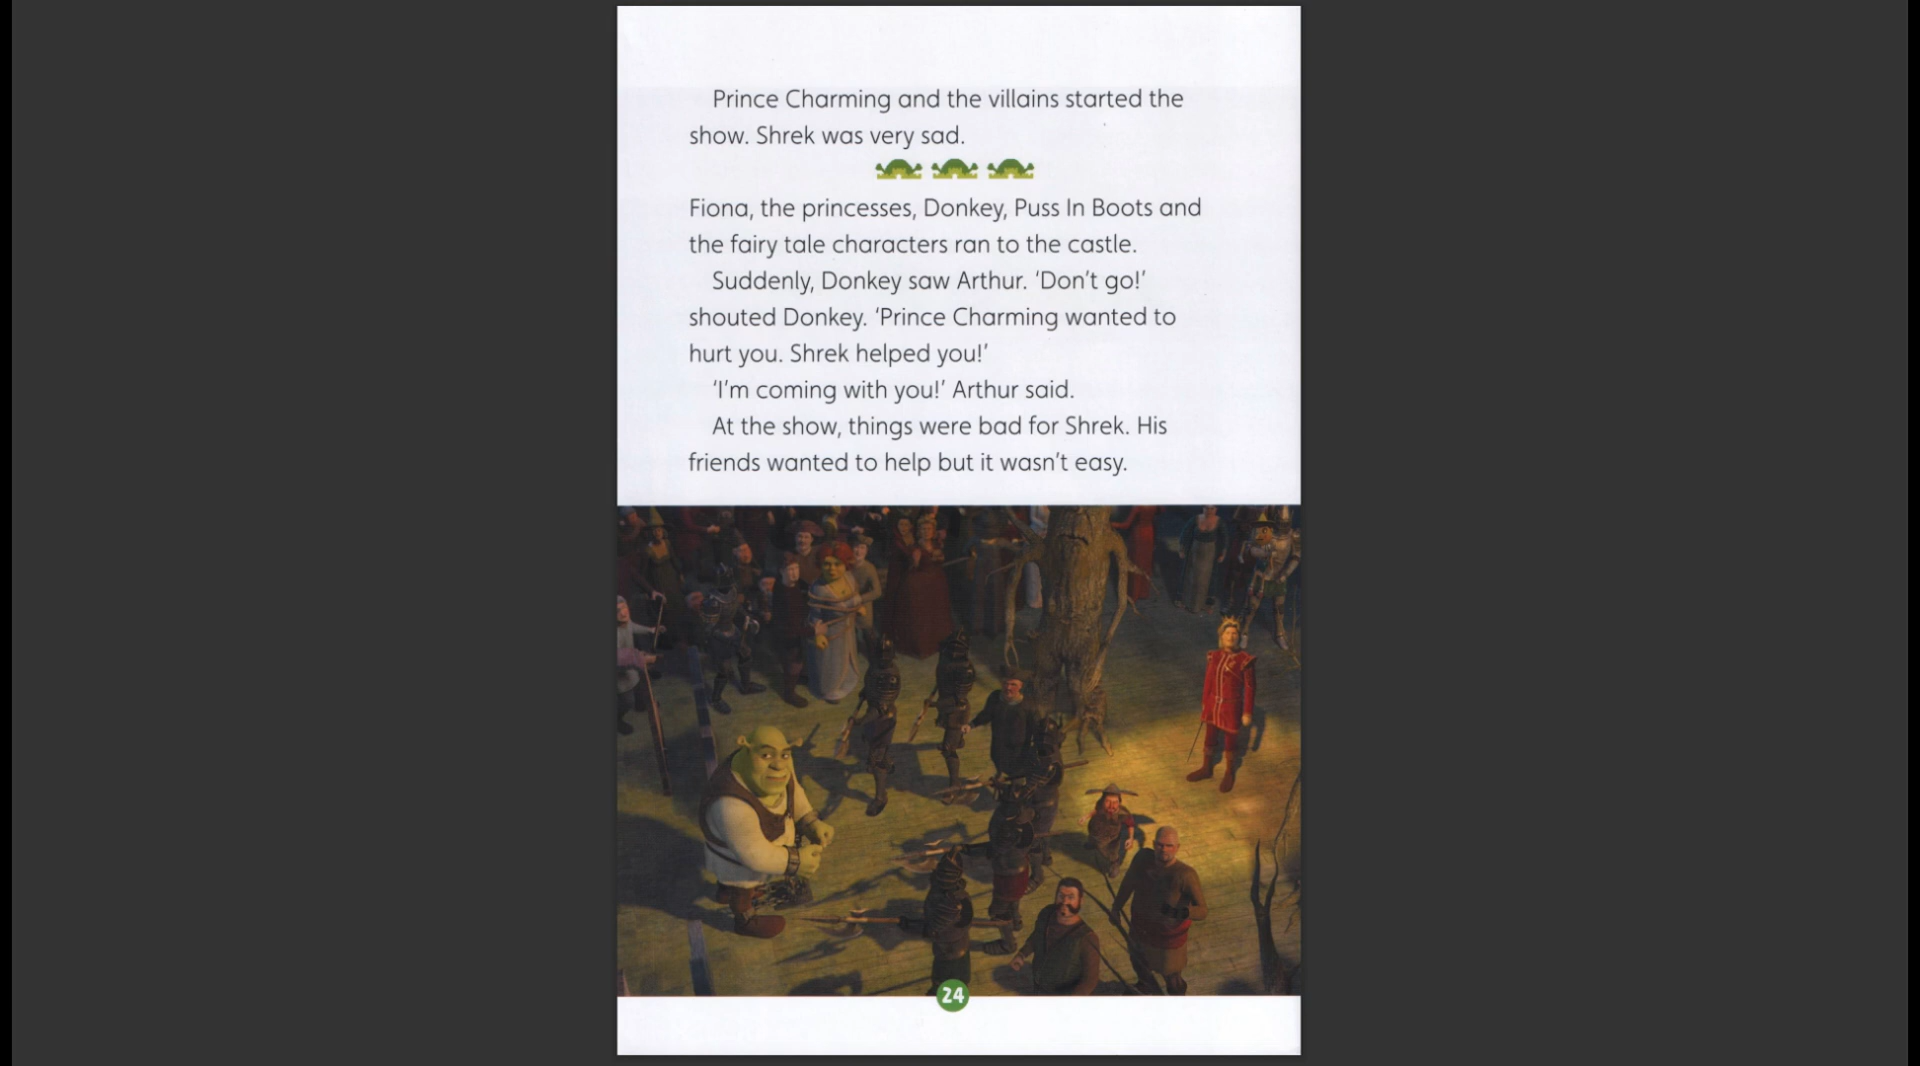 Prince Charming and the villains started the
show. Shrek was very sad.
Fiona, the princesses, Donkey, Puss In Boots and
the fairy tale characters ran to the castle.
Suddenly, Donkey saw Arthur. ‘Don’t go!’
shouted Donkey. ‘Prince Charming wanted to
hurt you. Shrek helped you!’
‘I’m coming with you!’ Arthur said.
At the show, things were bad for Shrek. His
friends wanted to help but it wasn’t easy.
24